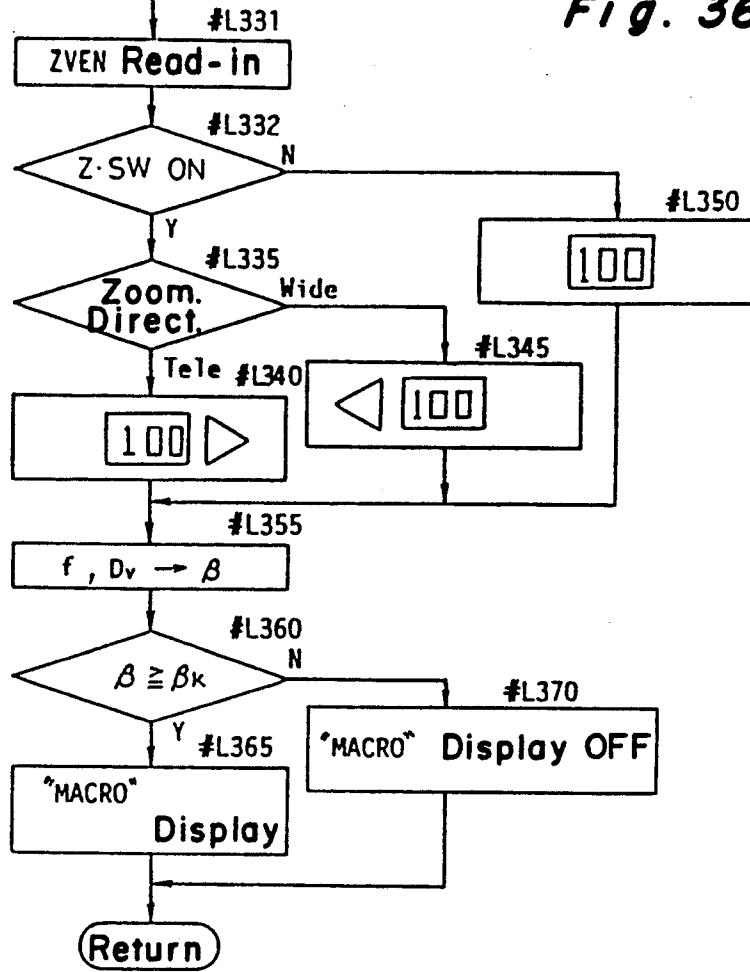 Fig. 36
#L331
ZVEN Read-in
#L332
Z·SW ON
N
Y
#L350
100
#L335
Zoom.
Direct.
Wide
Tele
#L345
100
#L340
100
#L355
f , Dv → β
#L360
β ≧ βK
N
Y
#L370
"MACRO" Display OFF
#L365
"MACRO"
Display
Return